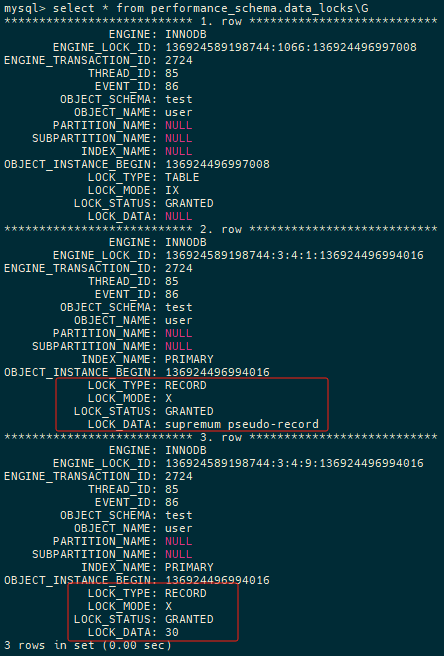 mysql> select * from performance_schema.data_locks\G
*************************** 1. row ***************************
ENGINE: INNODB
ENGINE_LOCK_ID: 136924589198744:1066:136924496997008
ENGINE_TRANSACTION_ID: 2724
THREAD_ID: 85
EVENT_ID: 86
OBJECT_SCHEMA: test
OBJECT_NAME: user
PARTITION_NAME: NULL
SUBPARTITION_NAME: NULL
INDEX_NAME: NULL
OBJECT_INSTANCE_BEGIN: 136924496997008
LOCK_TYPE: TABLE
LOCK_MODE: IX
LOCK_STATUS: GRANTED
LOCK_DATA: NULL
*************************** 2. row ***************************
ENGINE: INNODB
ENGINE_LOCK_ID: 136924589198744:3:4:1:136924496994016
ENGINE_TRANSACTION_ID: 2724
THREAD_ID: 85
EVENT_ID: 86
OBJECT_SCHEMA: test
OBJECT_NAME: user
PARTITION_NAME: NULL
SUBPARTITION_NAME: NULL
INDEX_NAME: PRIMARY
OBJECT_INSTANCE_BEGIN: 136924496994016
LOCK_TYPE: RECORD
LOCK_MODE: X
LOCK_STATUS: GRANTED
LOCK_DATA: supremum pseudo-record
*************************** 3. row ***************************
ENGINE: INNODB
ENGINE_LOCK_ID: 136924589198744:3:4:9:136924496994016
ENGINE_TRANSACTION_ID: 2724
THREAD_ID: 85
EVENT_ID: 86
OBJECT_SCHEMA: test
OBJECT_NAME: user
PARTITION_NAME: NULL
SUBPARTITION_NAME: NULL
INDEX_NAME: PRIMARY
OBJECT_INSTANCE_BEGIN: 136924496994016
LOCK_TYPE: RECORD
LOCK_MODE: X
LOCK_STATUS: GRANTED
LOCK_DATA: 30
3 rows in set (0.00 sec)